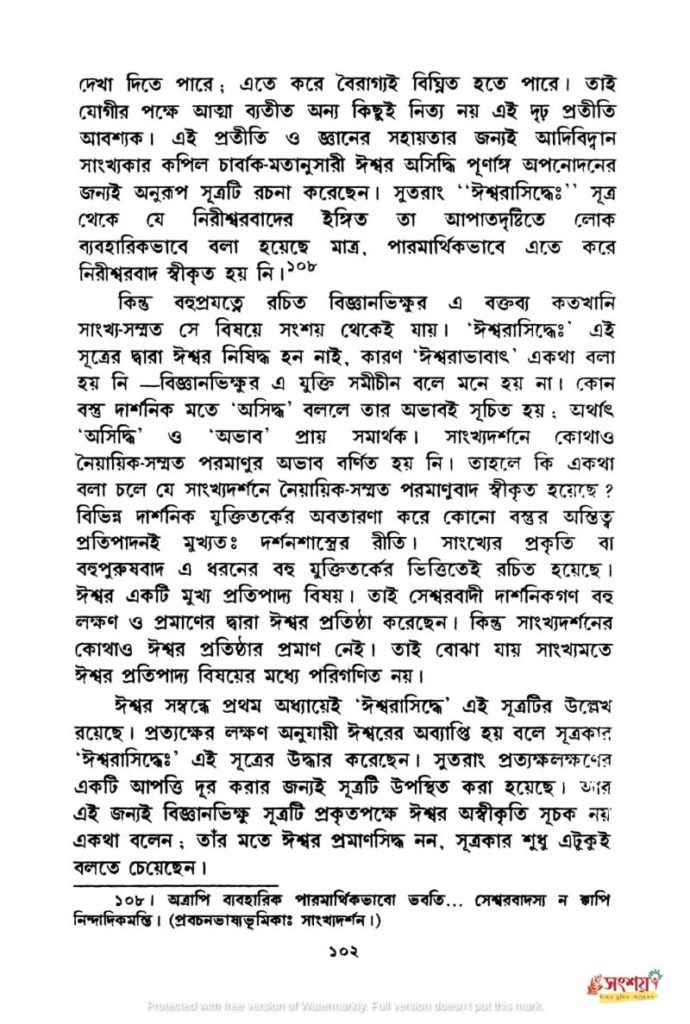 দেখা দিতে পারে; এতে করে বৈরাগ্যই বিঘ্নিত হতে পারে। তাই
যোগীর পক্ষে আত্মা ব্যতীত অন্য কিছুই নিত্য নয় এই দৃঢ় প্রতীতি
আবশ্যক। এই প্রতীতি ও জ্ঞানের সহায়তার জন্যই আদিবিদ্বান
সাংখ্যকার কপিল চার্বাক-মতানুসারী ঈশ্বর অসিদ্ধি পূর্ণাঙ্গ অপনোদনের
জন্যই অনুরূপ সূত্রটি রচনা করেছেন। সুতরাং ‘‘ঈশ্বরাসিদ্ধেঃ’’ সূত্র
থেকে যে নিরীশ্বরবাদের ইঙ্গিত তা আপাতদৃষ্টিতে লোক
ব্যবহারিকভাবে বলা হয়েছে মাত্র, পারমার্থিকভাবে এতে করে
নিরীশ্বরবাদ স্বীকৃত হয় নি।১০৮
কিন্তু বহুপ্রযত্নে রচিত বিজ্ঞানভিক্ষুর এ বক্তব্য কতখানি
সাংখ্য-সম্মত সে বিষয়ে সংশয় থেকেই যায়। ‘ঈশ্বরাসিদ্ধেঃ’ এই
সূত্রের দ্বারা ঈশ্বর নিষিদ্ধ হন নাই, কারণ ‘ঈশ্বরাভাবাৎ’ একথা বলা
হয় নি —বিজ্ঞানভিক্ষুর এ যুক্তি সমীচীন বলে মনে হয় না। কোন
বস্তু দার্শনিক মতে ‘অসিদ্ধ’ বললে তার অভাবই সূচিত হয়; অর্থাৎ
‘অসিদ্ধি’ ও ‘অভাব’ প্রায় সমার্থক। সাংখ্যদর্শনে কোথাও
নৈয়ায়িক-সম্মত পরমাণুর অভাব বর্ণিত হয় নি। তাহলে কি একথা
বলা চলে যে সাংখ্যদর্শনে নৈয়ায়িক-সম্মত পরমাণুবাদ স্বীকৃত হয়েছে?
বিভিন্ন দার্শনিক যুক্তিতর্কের অবতারণা করে কোনো বস্তুর অস্তিত্ব
প্রতিপাদনই মুখ্যতঃ দর্শনশাস্ত্রের রীতি। সাংখ্যের প্রকৃতি বা
বহুপুরুষবাদ এ ধরনের বহু যুক্তিতর্কের ভিত্তিতেই রচিত হয়েছে।
ঈশ্বর একটি মুখ্য প্রতিপাদ্য বিষয়। তাই সেশ্বরবাদী দার্শনিকগণ বহু
লক্ষণ ও প্রমাণের দ্বারা ঈশ্বর প্রতিষ্ঠা করেছেন। কিন্তু সাংখ্যদর্শনের
কোথাও ঈশ্বর প্রতিষ্ঠার প্রমাণ নেই। তাই বোঝা যায় সাংখ্যমতে
ঈশ্বর প্রতিপাদ্য বিষয়ের মধ্যে পরিগণিত নয়।
ঈশ্বর সম্বন্ধে প্রথম অধ্যায়েই ‘ঈশ্বরাসিদ্ধে’ এই সূত্রটির উল্লেখ
রয়েছে। প্রত্যক্ষের লক্ষণ অনুযায়ী ঈশ্বরের অব্যাপ্তি হয় বলে সূত্রকার
‘ঈশ্বরাসিদ্ধেঃ’ এই সূত্রের উদ্ধার করেছেন। সুতরাং প্রত্যক্ষলক্ষণের
একটি আপত্তি দূর করার জন্যই সূত্রটি উপস্থিত করা হয়েছে। আর
এই জন্যই বিজ্ঞানভিক্ষু সূত্রটি প্রকৃতপক্ষে ঈশ্বর অস্বীকৃতি সূচক নয়
একথা বলেন; তাঁর মতে ঈশ্বর প্রমাণসিদ্ধ নন, সূত্রকার শুধু এটুকুই
বলতে চেয়েছেন।
১০৮। অত্রাপি ব্যবহারিক পারমার্থিকভাবো ভবতি... সেশ্বরবাদস্য ন ক্কাপি
নিন্দাদিকমস্তি। (প্রবচনভাষ্যভূমিকাঃ সাংখ্যদর্শন।)
১০২
সংশয়
Protected with free version of Watermarkly. Full version doesn't put this mark.